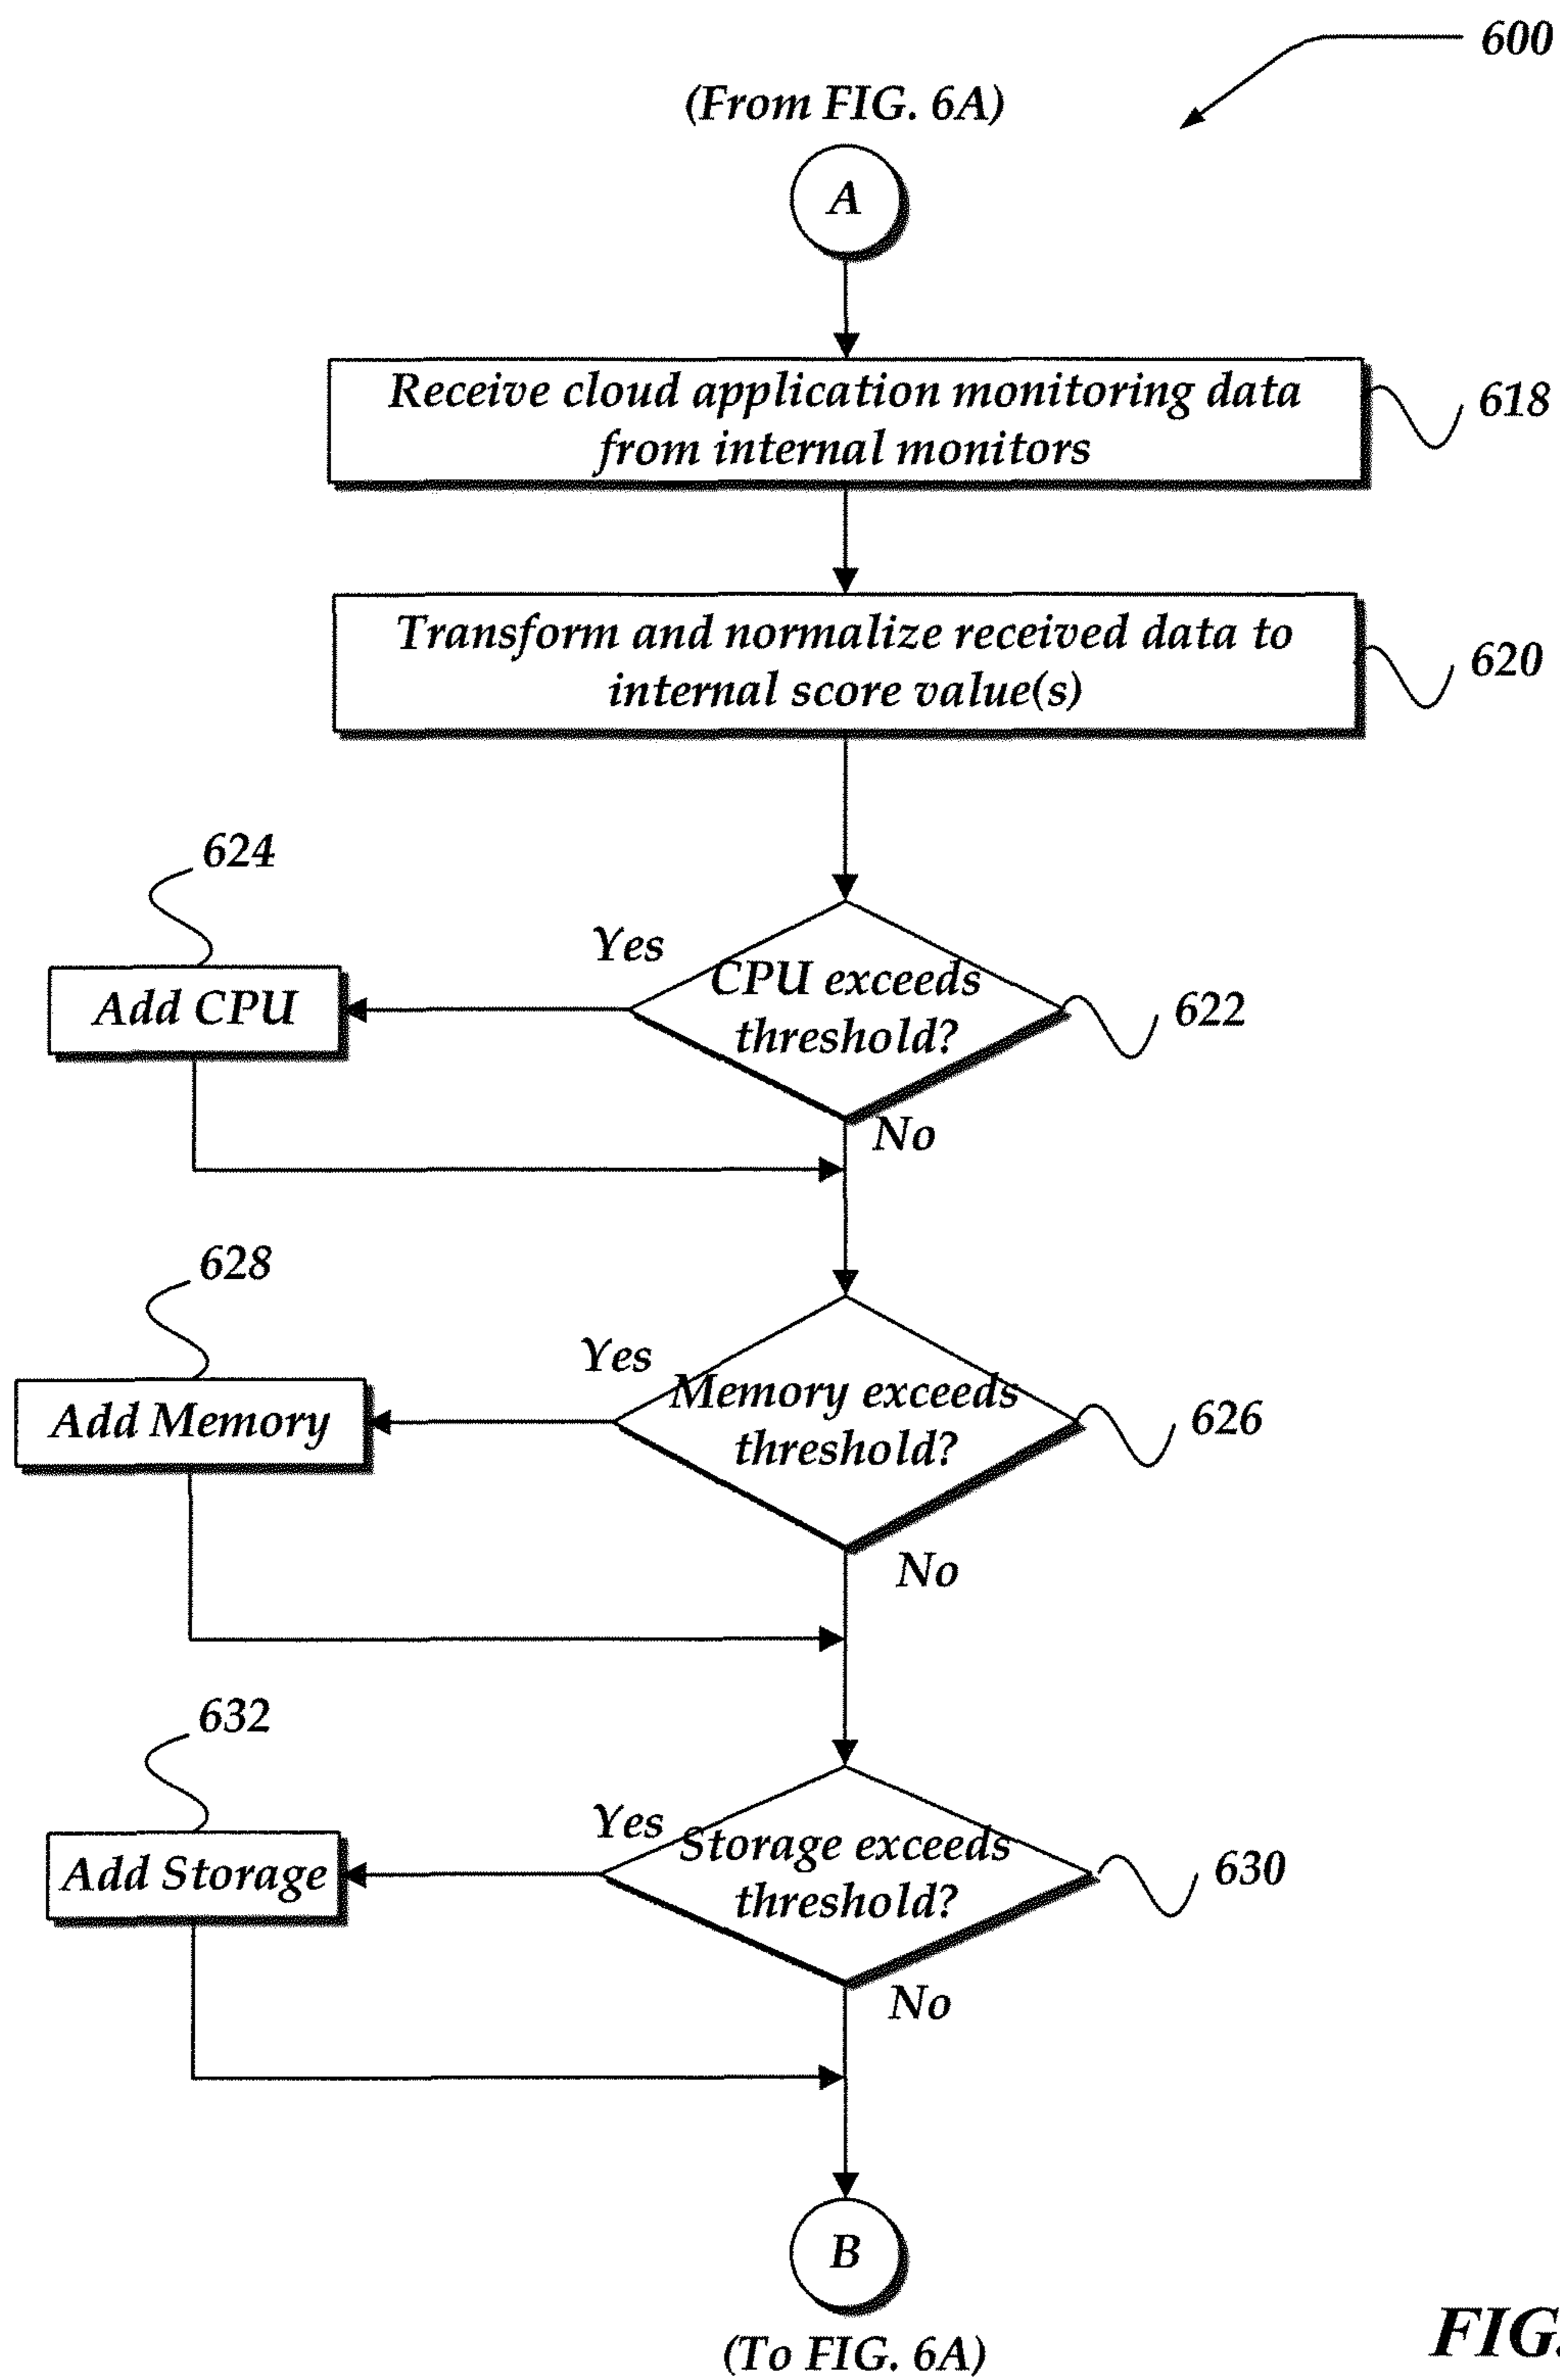 600
(From FIG. 6A)
A
Receive cloud application monitoring data
from internal monitors
618
Transform and normalize received data to
internal score value(s)
620
624
Yes
CPU exceeds
threshold?
Add CPU
622
No
628
Yes
Memory exceeds
threshold?
Add Memory
626
No
632
Yes
Storage exceeds
threshold?
Add Storage
630
No
B
(To FIG. 6A)
FIG.